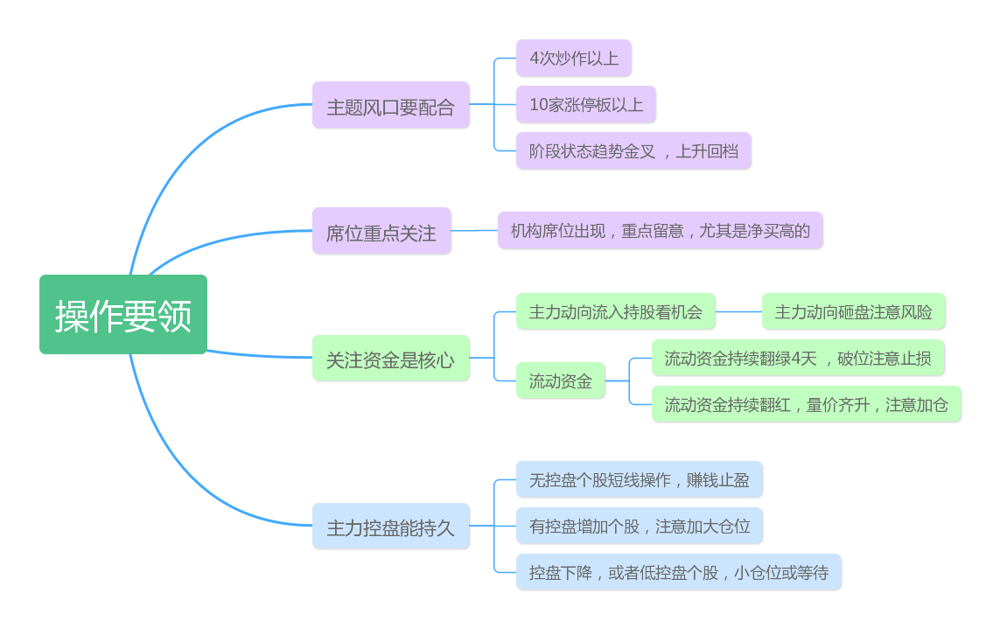 操作要领
主题风口要配合
4次炒作以上
10家涨停板以上
阶段状态趋势金叉 ，上升回档
席位重点关注
机构席位出现，重点留意，尤其是净买高的
关注资金是核心
主力动向流入持股看机会
主力动向砸盘注意风险
流动资金
流动资金持续翻绿4天 ，破位注意止损
流动资金持续翻红，量价齐升，注意加仓
主力控盘能持久
无控盘个股短线操作，赚钱止盈
有控盘增加个股，注意加大仓位
控盘下降，或者低控盘个股，小仓位或等待